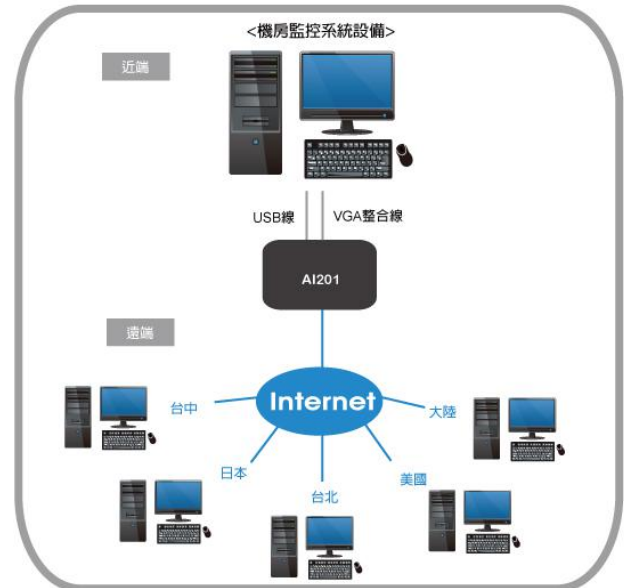 <機房監控系統設備>
近端
USB線
VGA整合線
AI201
遠端
Internet
台中
大陸
日本
美國
台北